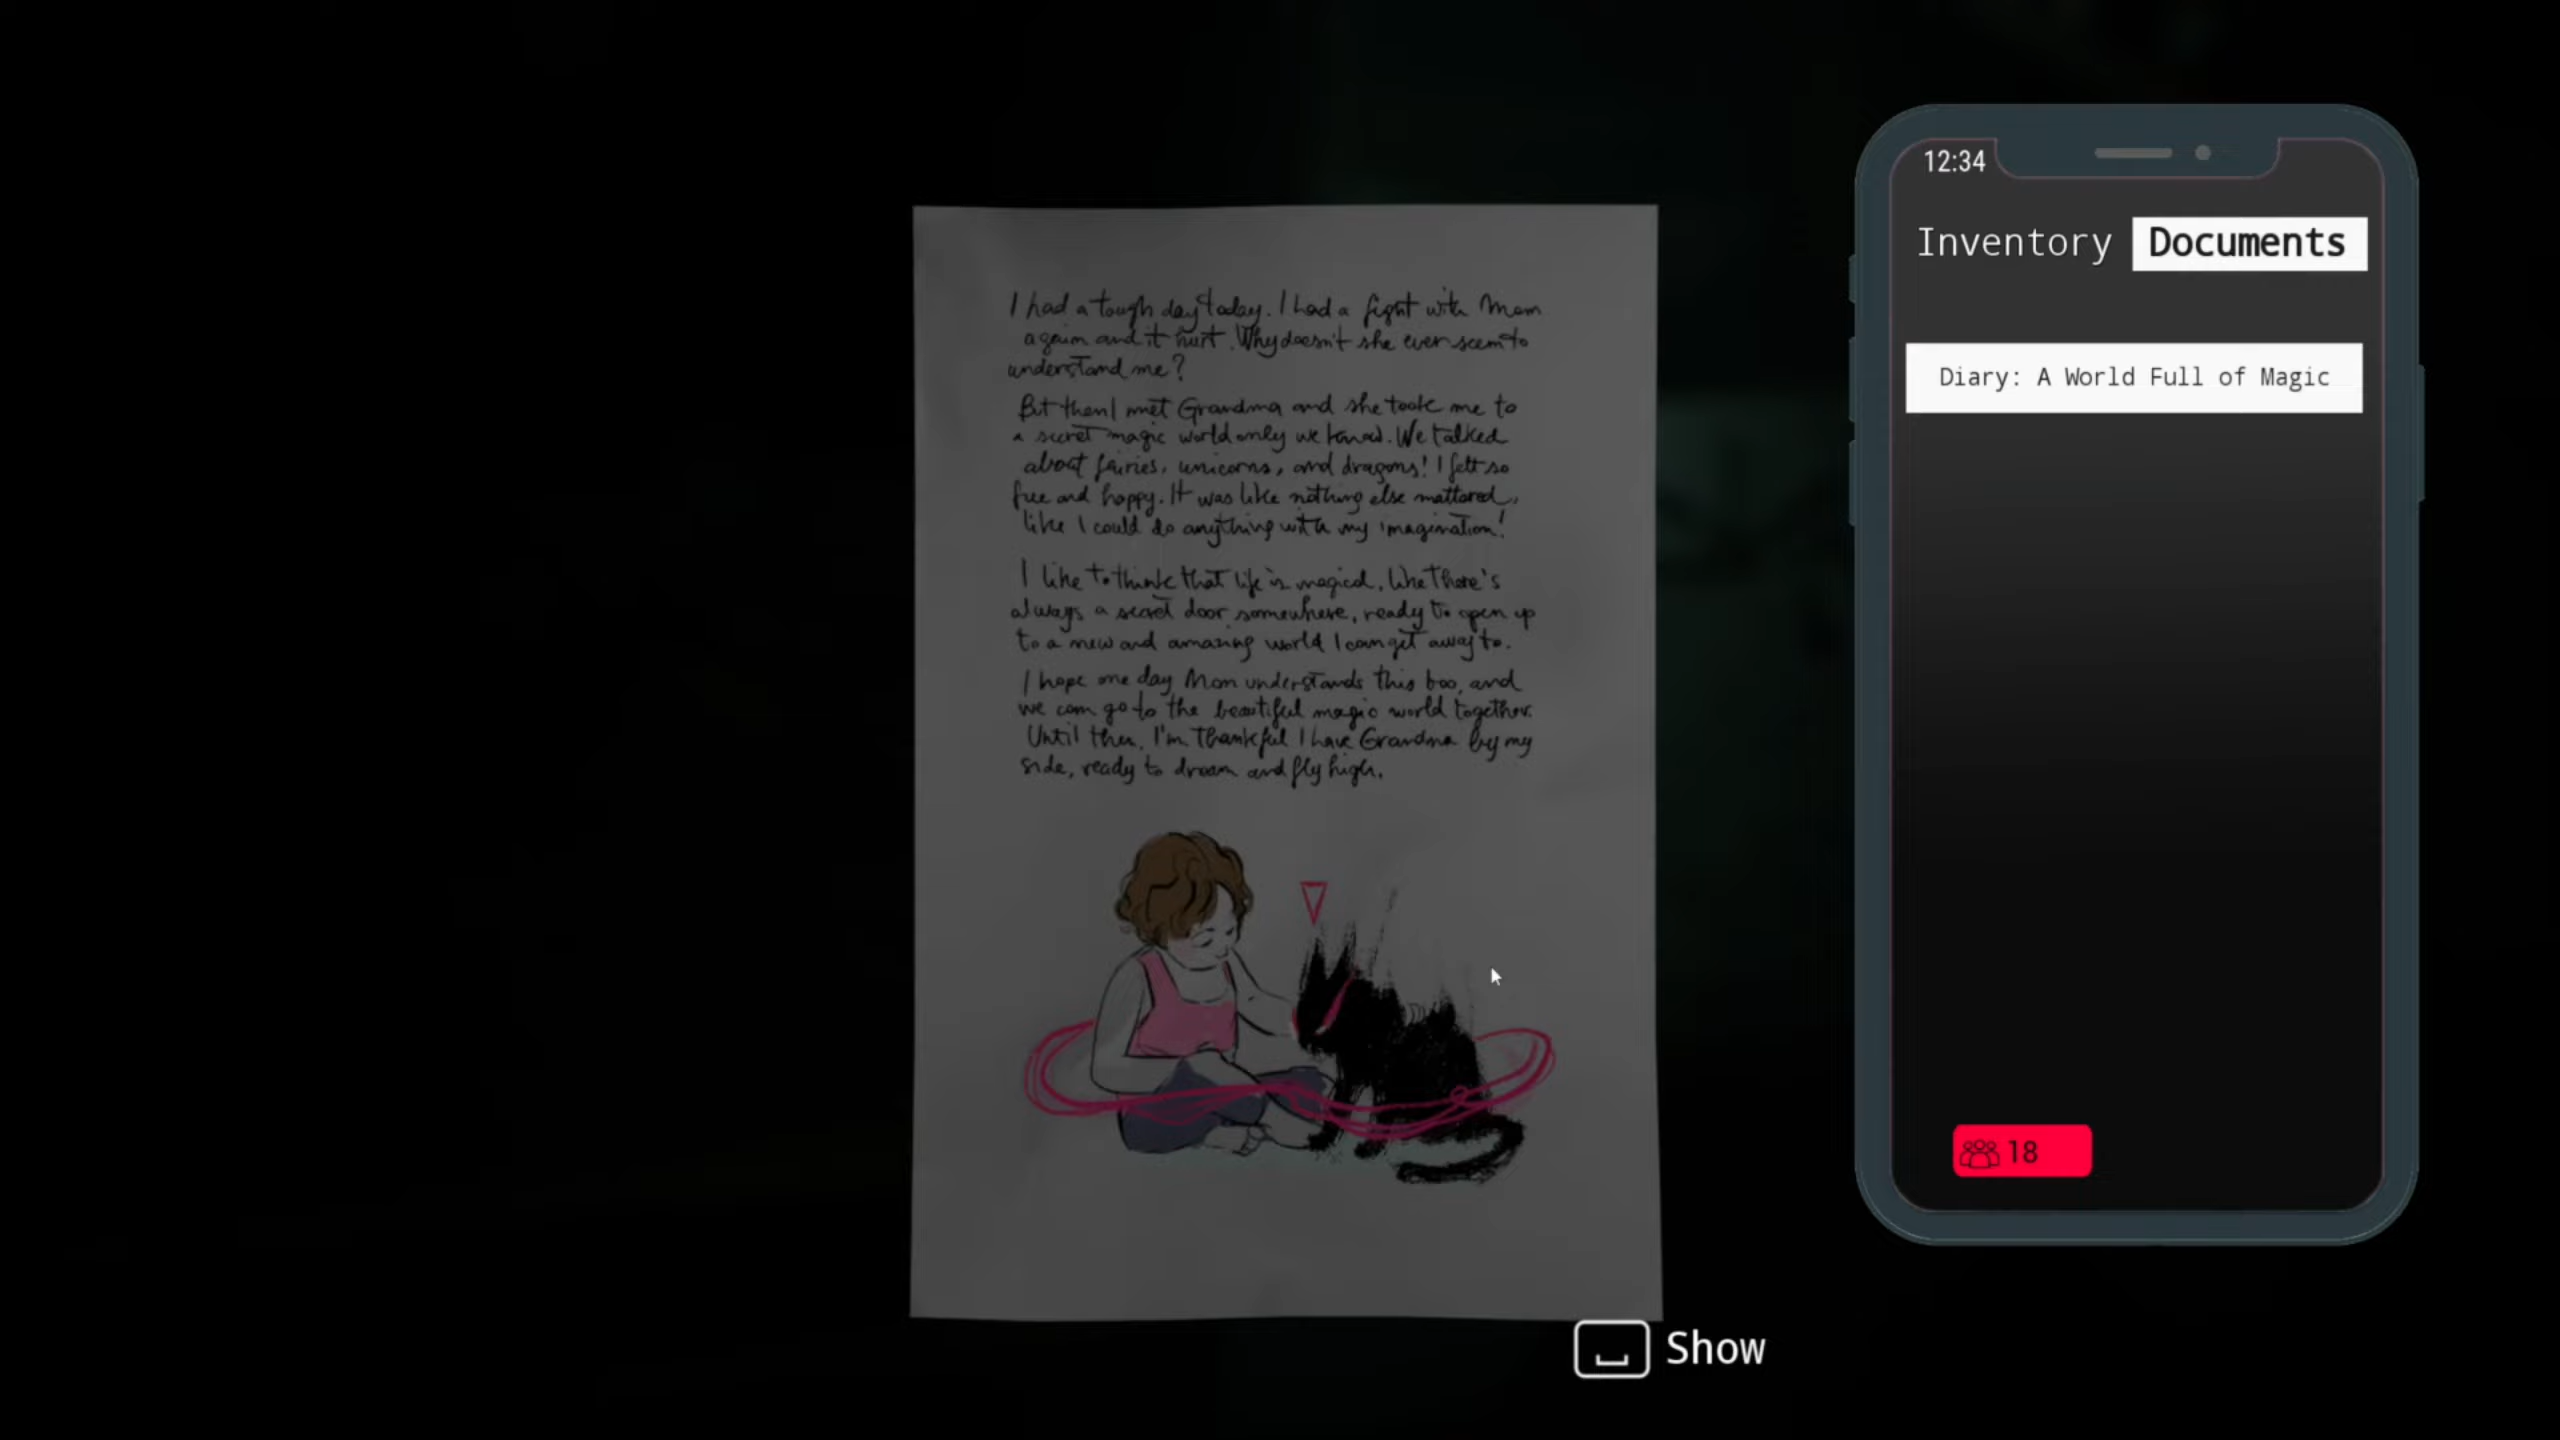 I had a tough day today. I had a fight with Mom
again and it hurt. Why doesn't she ever seem to
understand me?
But then I met Grandma and she took me to
a secret magic world only we know. We talked
about fairies, unicorns, and dragons! I felt so
free and happy. It was like nothing else mattered,
like I could do anything with my imagination!
I like to think that life is magical, like there's
always a secret door somewhere, ready to open up
to a new and amazing world I can get away to.
I hope one day Mom understands this boo, and
we can go to the beautiful magic world together.
Until then, I'm thankful I have Grandma by my
side, ready to dream and fly high.
12:34
Inventory Documents
Diary: A World Full of Magic
18
Show